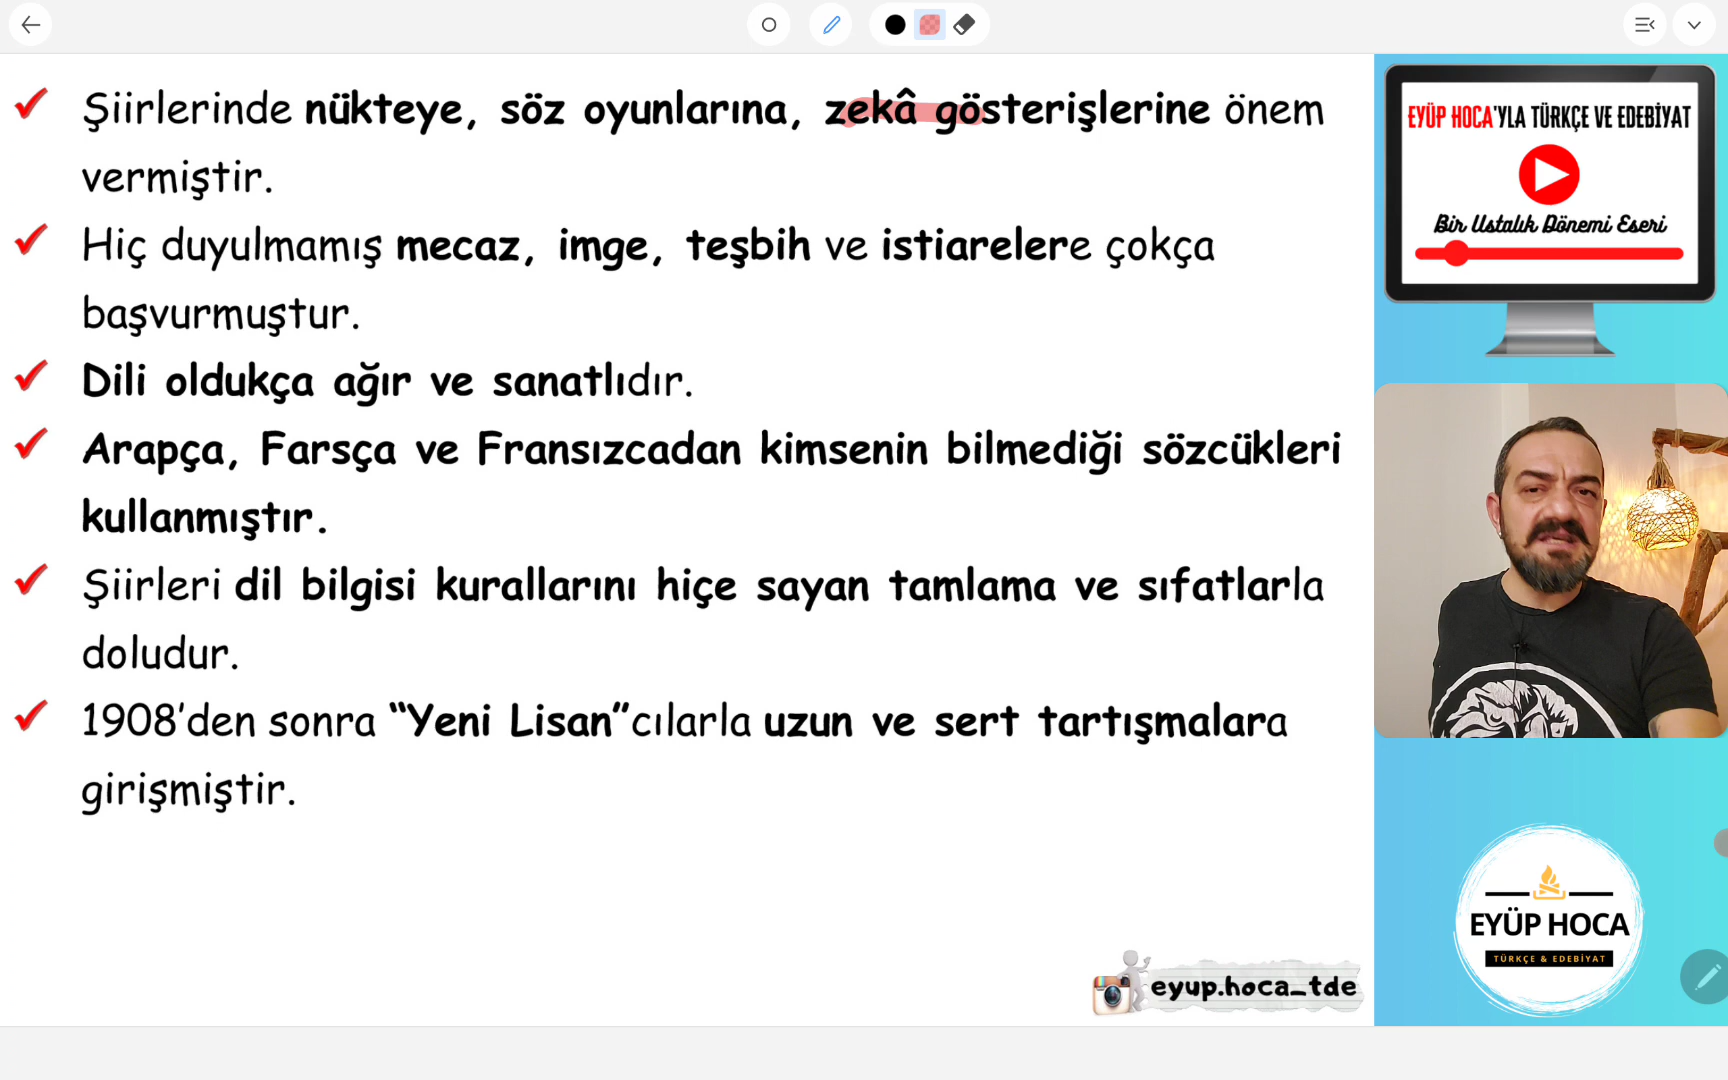 Şiirlerinde nükteye, söz oyunlarına, zekâ gösterişlerine önem
vermiştir.
Hiç duyulmamış mecaz, imge, teşbih ve istiarelere çokça
başvurmuştur.
Dili oldukça ağır ve sanatlıdır.
Arapça, Farsça ve Fransızcadan kimsenin bilmediği sözcükleri
kullanmıştır.
Şiirleri dil bilgisi kurallarını hiçe sayan tamlama ve sıfatlarla
doludur.
1908'den sonra “Yeni Lisan”cılarla uzun ve sert tartışmalara
girişmiştir.
eyup.hoca_tde
EYÜP HOCA'YLA TÜRKÇE VE EDEBİYAT
Bir Ustalık Dönemi Eseri
EYÜP HOCA
TÜRKÇE & EDEBİYAT